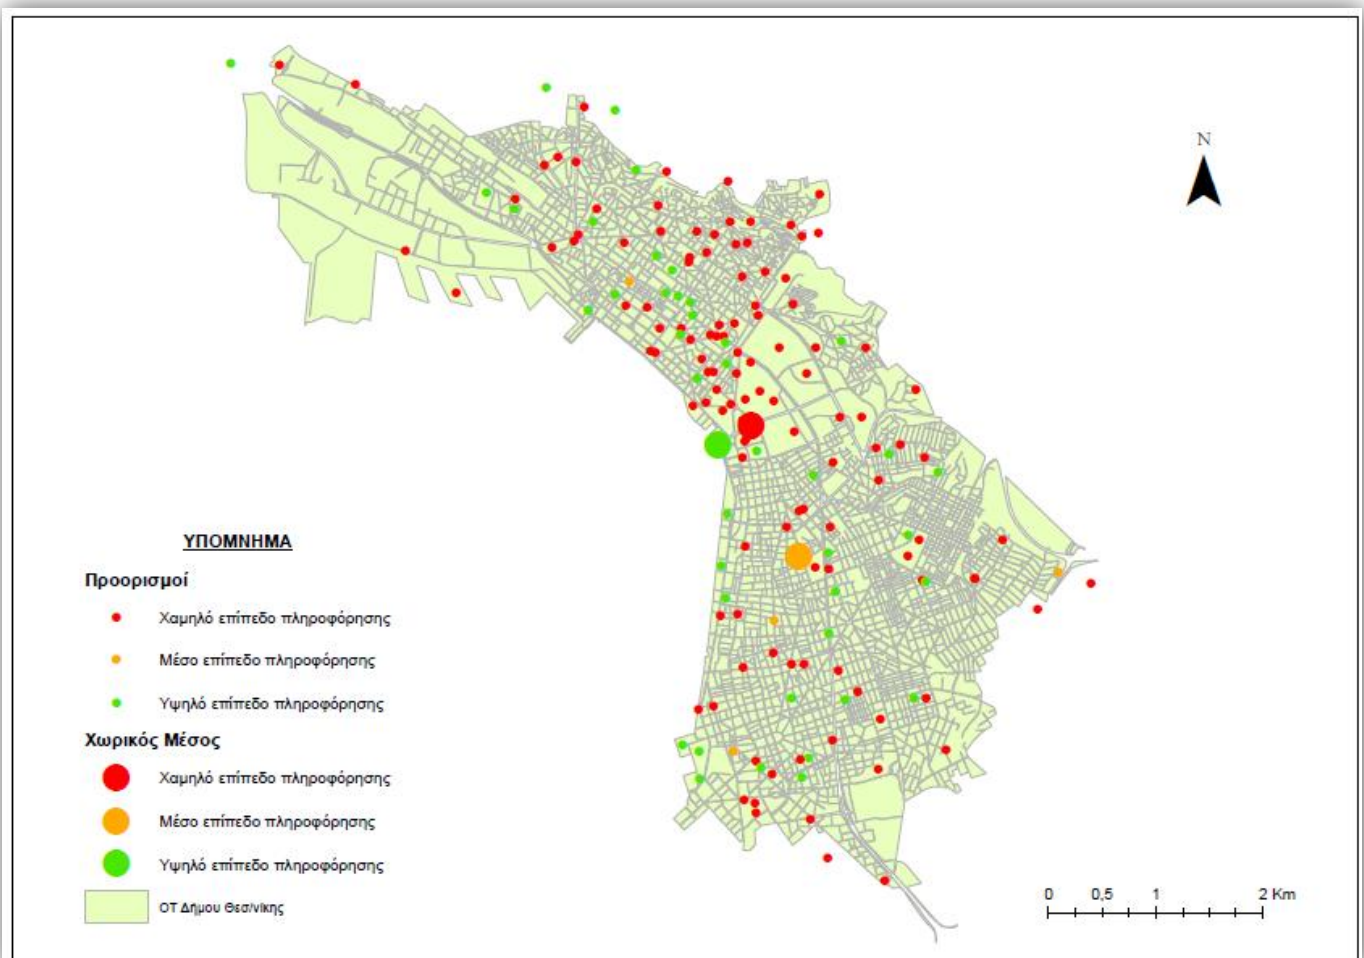 N
ΥΠΟΜΝΗΜΑ
Προορισμοί
Χαμηλό επίπεδο πληροφόρησης
Μέσο επίπεδο πληροφόρησης
Υψηλό επίπεδο πληροφόρησης
Χωρικός Μέσος
Χαμηλό επίπεδο πληροφόρησης
Μέσο επίπεδο πληροφόρησης
Υψηλό επίπεδο πληροφόρησης
ΟΤ Δήμου Θεσ/νίκης
0 0,5 1 2 Km